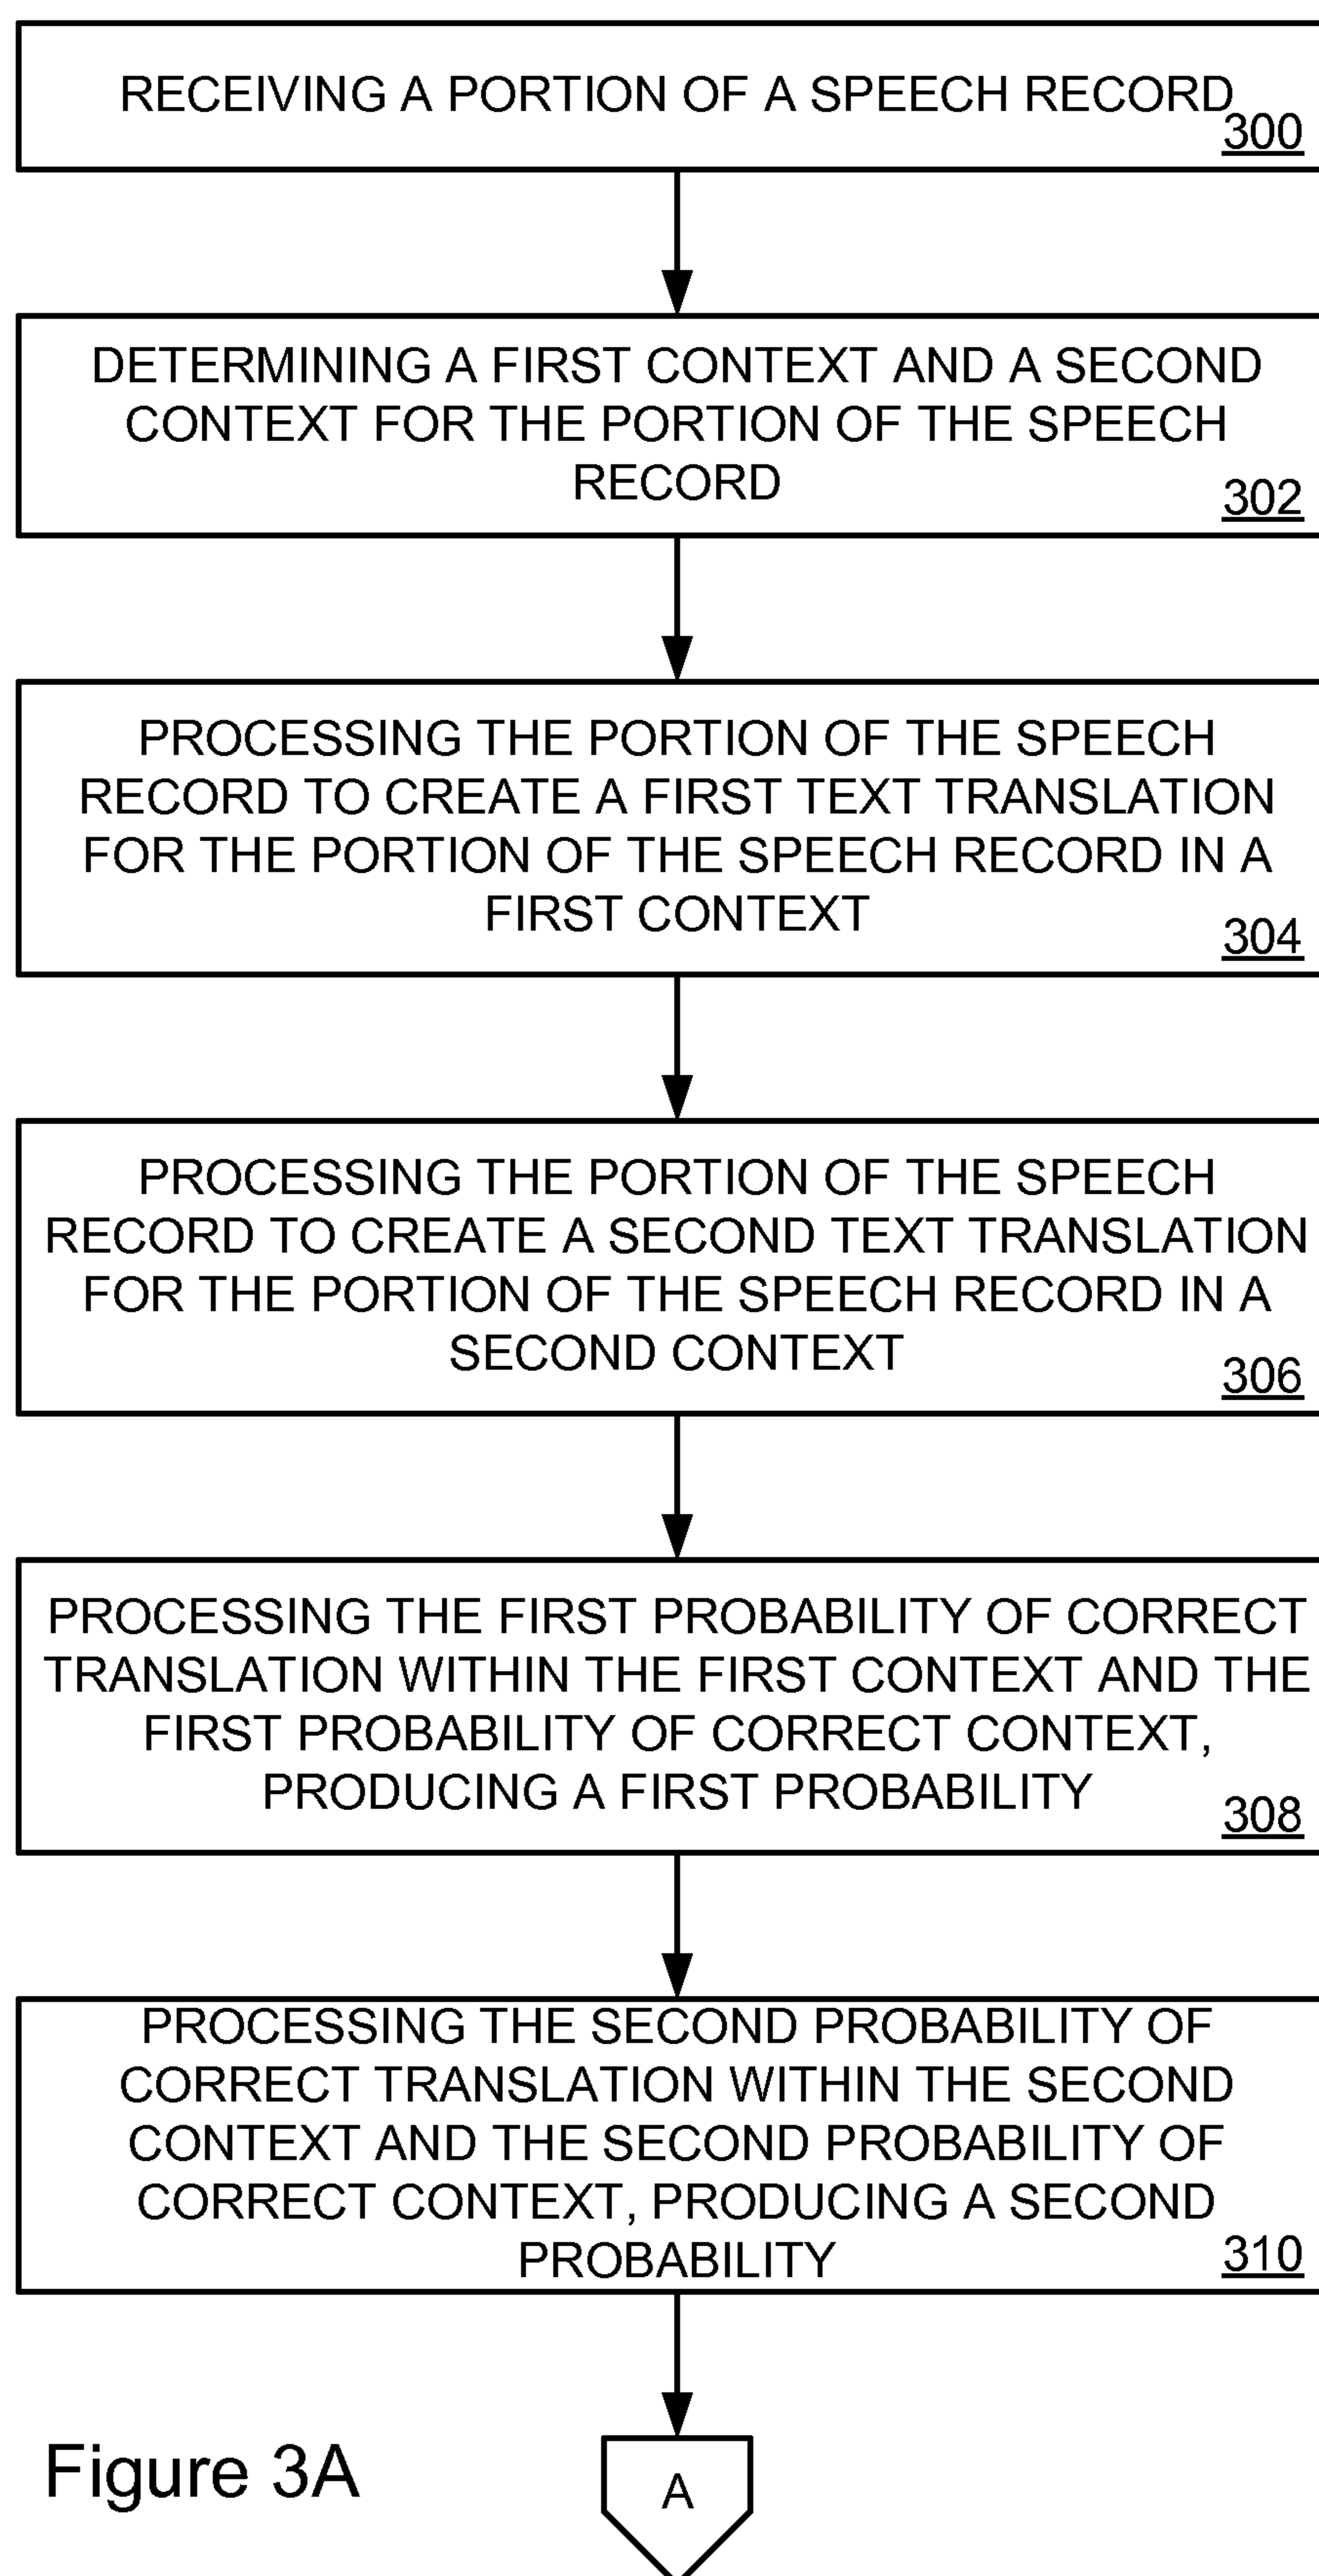 RECEIVING A PORTION OF A SPEECH RECORD
300
DETERMINING A FIRST CONTEXT AND A SECOND
CONTEXT FOR THE PORTION OF THE SPEECH
RECORD
302
PROCESSING THE PORTION OF THE SPEECH
RECORD TO CREATE A FIRST TEXT TRANSLATION
FOR THE PORTION OF THE SPEECH RECORD IN A
FIRST CONTEXT
304
PROCESSING THE PORTION OF THE SPEECH
RECORD TO CREATE A SECOND TEXT TRANSLATION
FOR THE PORTION OF THE SPEECH RECORD IN A
SECOND CONTEXT
306
PROCESSING THE FIRST PROBABILITY OF CORRECT
TRANSLATION WITHIN THE FIRST CONTEXT AND THE
FIRST PROBABILITY OF CORRECT CONTEXT,
PRODUCING A FIRST PROBABILITY
308
PROCESSING THE SECOND PROBABILITY OF
CORRECT TRANSLATION WITHIN THE SECOND
CONTEXT AND THE SECOND PROBABILITY OF
CORRECT CONTEXT, PRODUCING A SECOND
PROBABILITY
310
Figure 3A
A